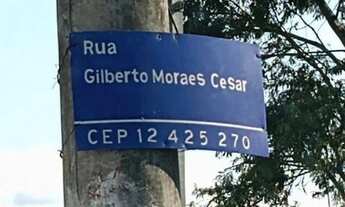 Rua
Gilberto Moraes Cesar
CEP 12 425 270